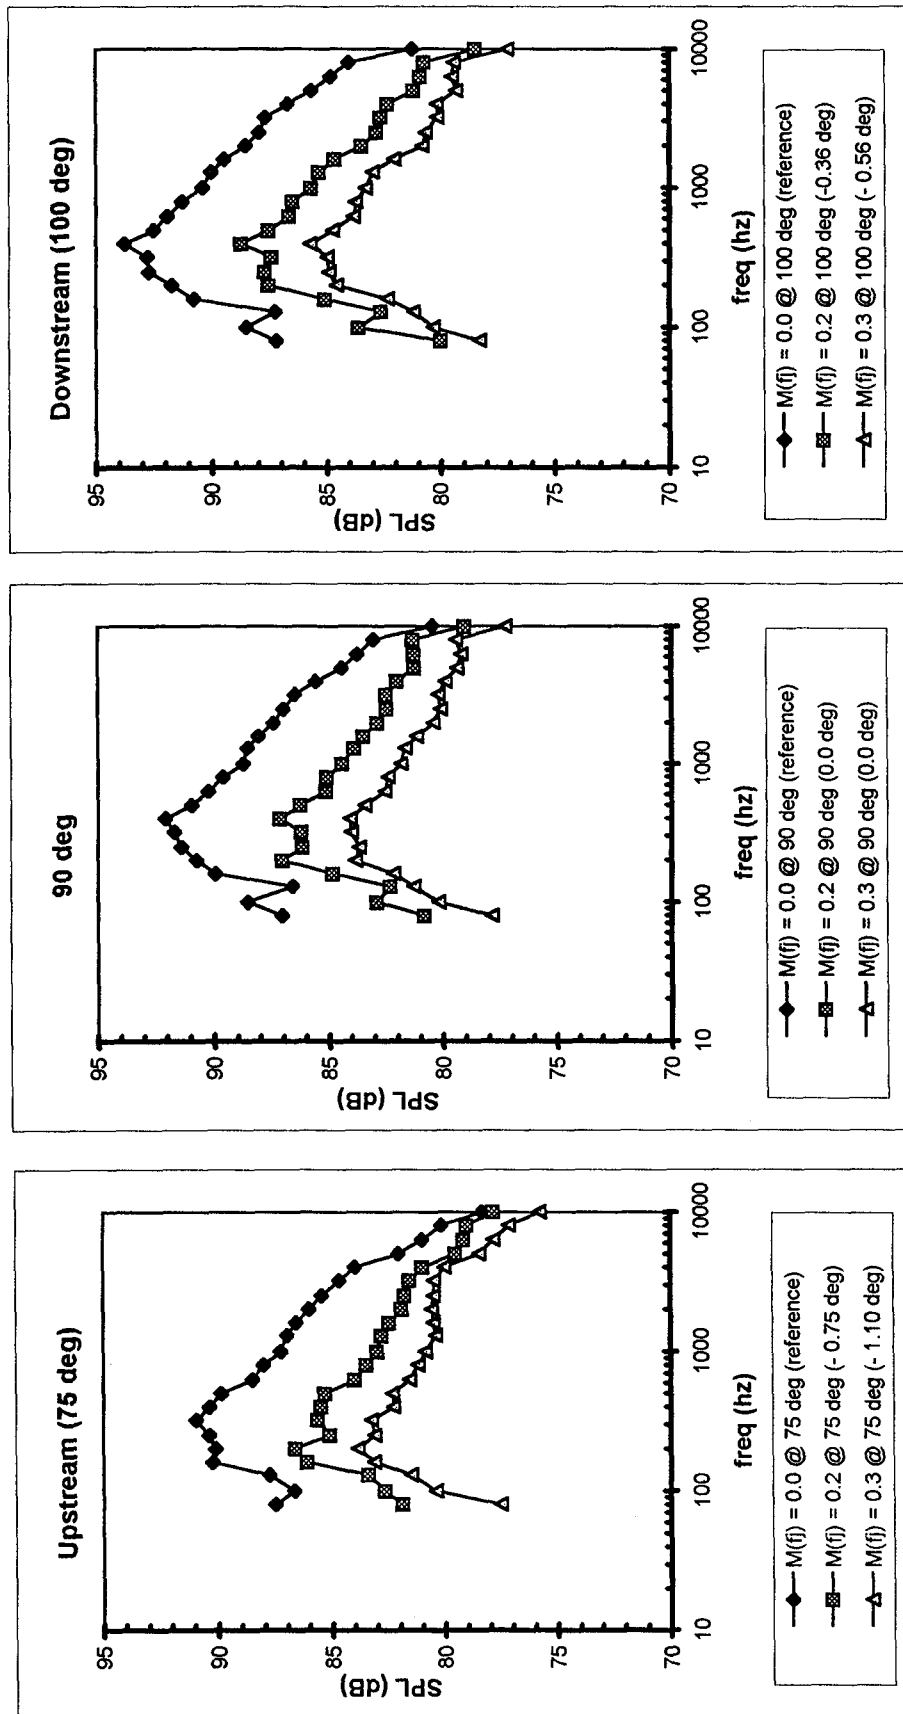 Upstream (75 deg)
95
90
85
80
75
70
SPL (dB)
10
100
1000
10000
freq (hz)
M(fj) = 0.0 @ 75 deg (reference)
M(fj) = 0.2 @ 75 deg (- 0.75 deg)
M(fj) = 0.3 @ 75 deg (- 1.10 deg)
90 deg
95
90
85
80
75
70
SPL (dB)
10
100
1000
10000
freq (hz)
M(fj) = 0.0 @ 90 deg (reference)
M(fj) = 0.2 @ 90 deg (0.0 deg)
M(fj) = 0.3 @ 90 deg (0.0 deg)
Downstream (100 deg)
95
90
85
80
75
70
SPL (dB)
10
100
1000
10000
freq (hz)
M(fj) = 0.0 @ 100 deg (reference)
M(fj) = 0.2 @ 100 deg (-0.36 deg)
M(fj) = 0.3 @ 100 deg (- 0.56 deg)